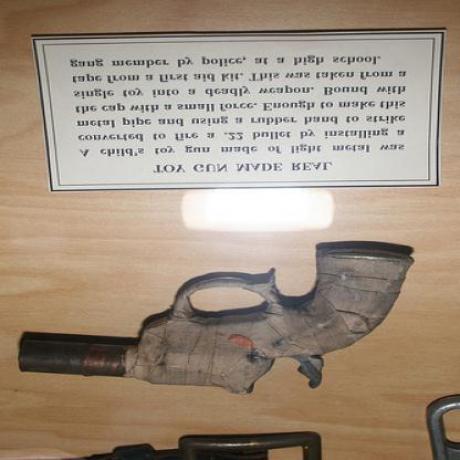 TOY GUN MADE REAL
A child's toy gun made of light metal was
converted to fire a .22 bullet by installing a
metal pipe and using a rubber band to strike
the cap with a small force. Enough to make this
single toy into a deadly weapon. Bound with
tape from a first aid kit. This was taken from a
gang member by police, at a high school.